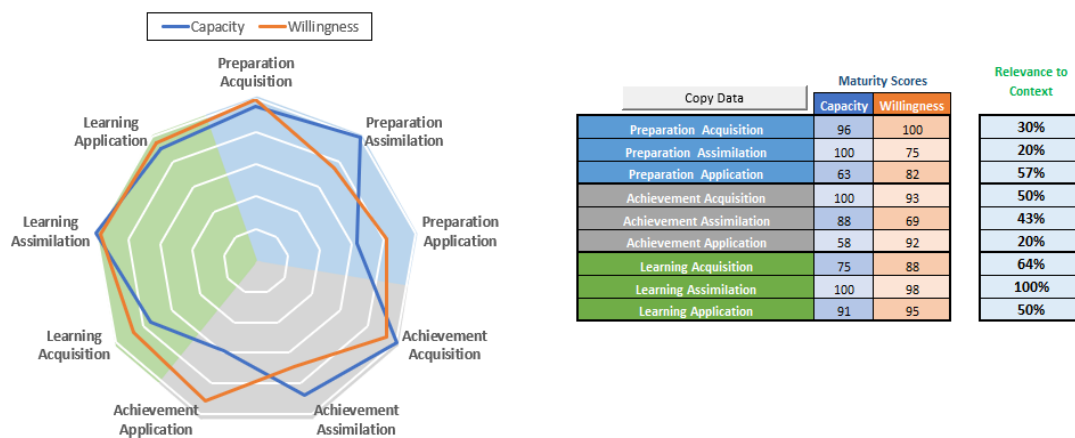 Capacity Willingness
Preparation
Acquisition
Learning
Application
Preparation
Assimilation
Learning
Assimilation
Preparation
Application
Learning
Acquisition
Achievement
Acquisition
Achievement
Application
Achievement
Assimilation
Maturity Scores
Relevance to
Context
Copy Data
Capacity Willingness
Preparation Acquisition 96 100 30%
Preparation Assimilation 100 75 20%
Preparation Application 63 82 57%
Achievement Acquisition 100 93 50%
Achievement Assimilation 88 69 43%
Achievement Application 58 92 20%
Learning Acquisition 75 88 64%
Learning Assimilation 100 98 100%
Learning Application 91 95 50%